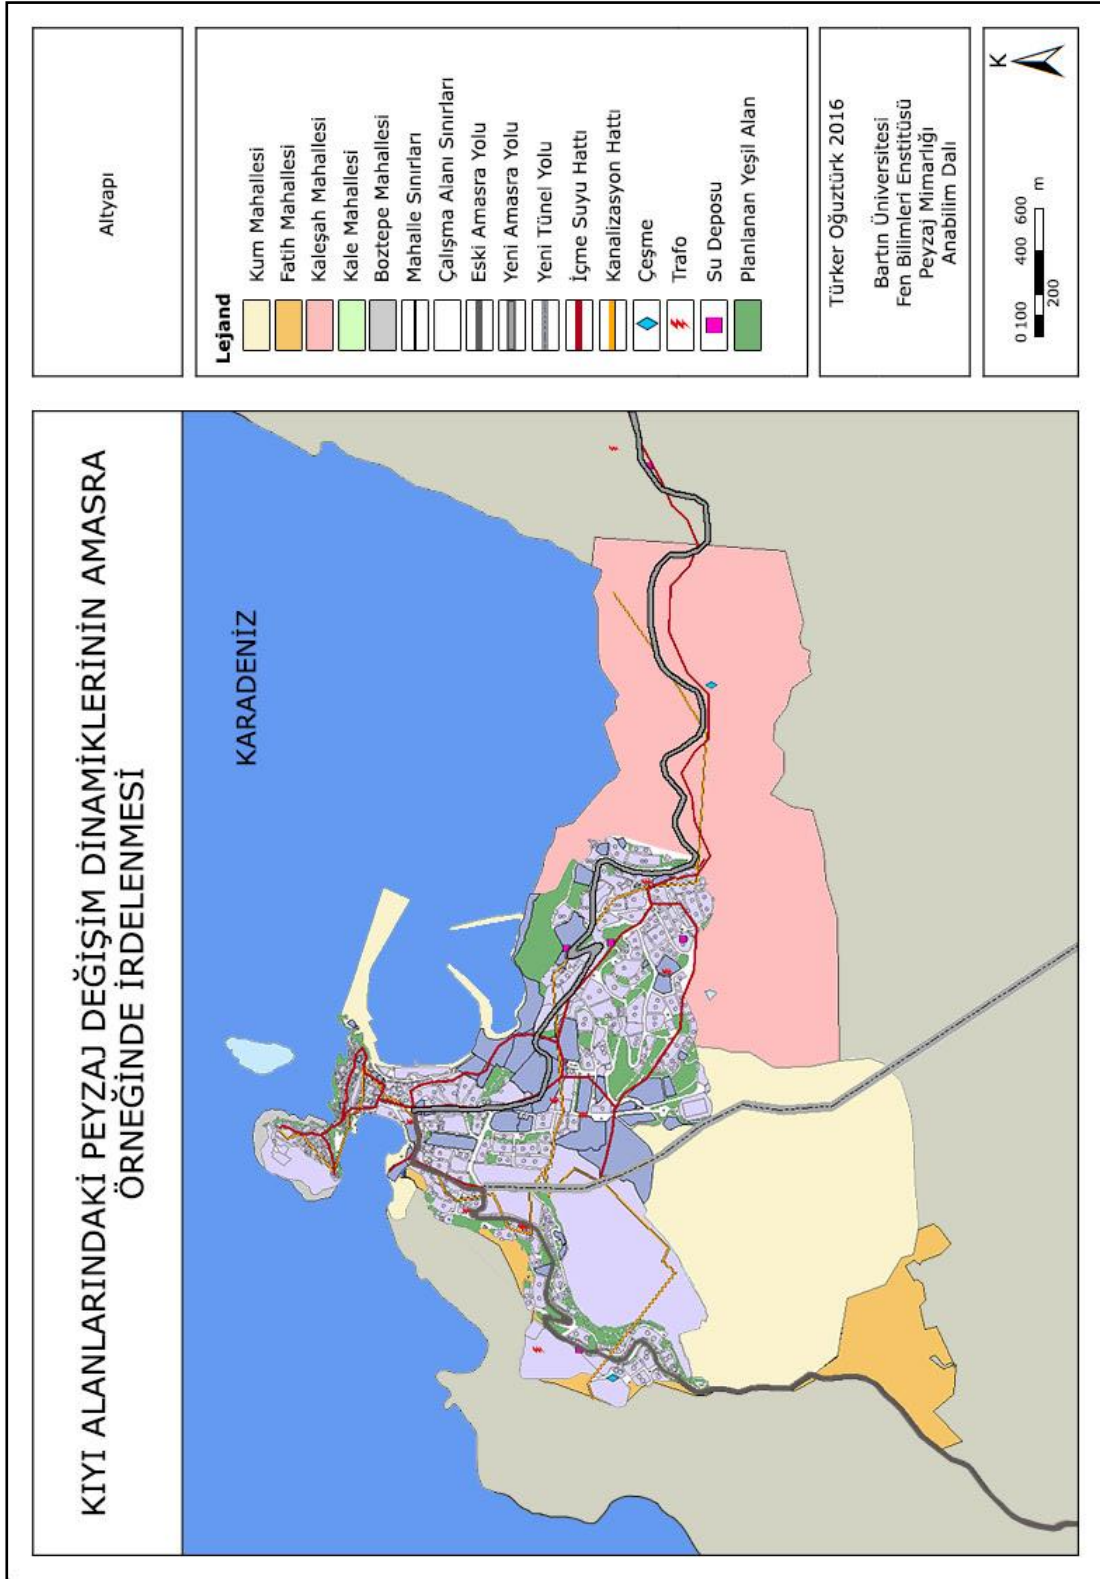 KIYI ALANLARINDAKİ PEYZAJ DEĞİŞİM DİNAMİKLERİNİN AMASRA
ÖRNEĞİNDE İRDELENMESİ
KARADENİZ
Altyapı
Lejand
Kum Mahallesi
Fatih Mahallesi
Kaleşah Mahallesi
Kale Mahallesi
Boztepe Mahallesi
Mahalle Sınırları
Çalışma Alanı Sınırları
Eski Amasra Yolu
Yeni Amasra Yolu
Yeni Tünel Yolu
İçme Suyu Hattı
Kanalizasyon Hattı
Çeşme
Trafo
Su Deposu
Planlanan Yeşil Alan
Türker Oğuztürk 2016
Bartın Üniversitesi
Fen Bilimleri Enstitüsü
Peyzaj Mimarlığı
Anabilim Dalı
K
0 100 400 600 m
200